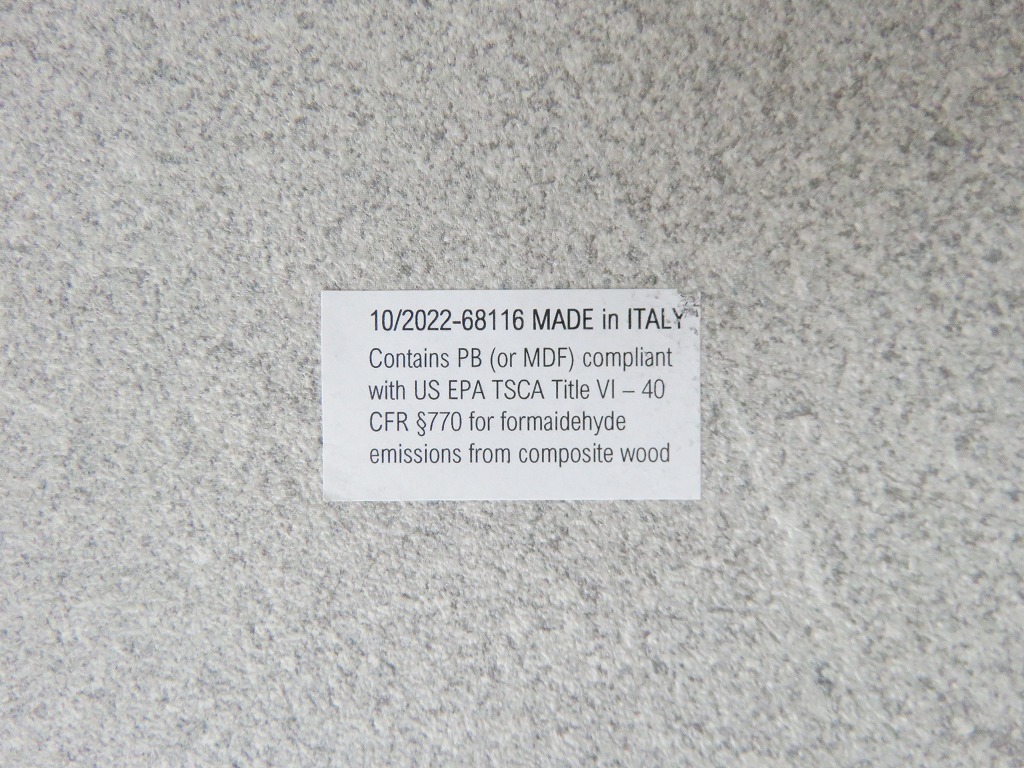 10/2022-68116 MADE in ITALY
Contains PB (or MDF) compliant
with US EPA TSCA Title VI – 40
CFR §770 for formaidehyde
emissions from composite wood